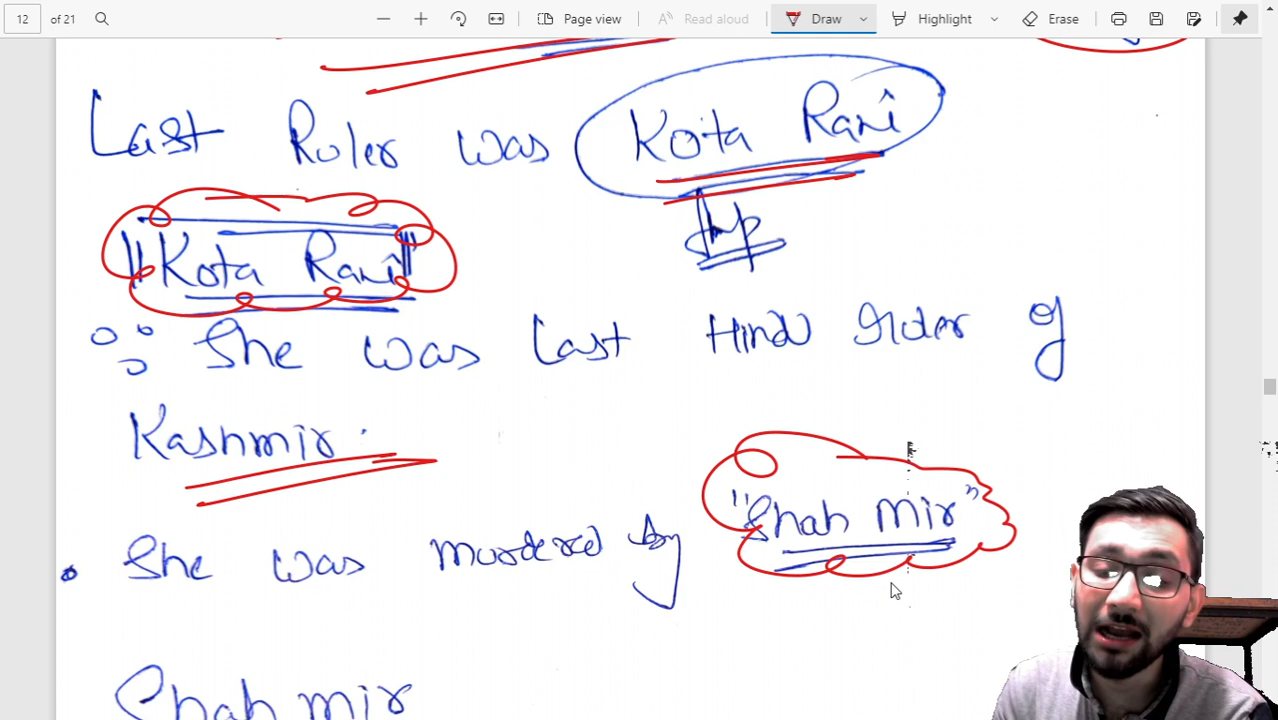 12 of 21 Page view Read aloud Draw Highlight Erase
Last Ruler was Kota Rani
Imp
"Kota Rani"
She was Last Hindu ruler of
Kashmir.
She was murdered by "Shah mir"
Shah mir